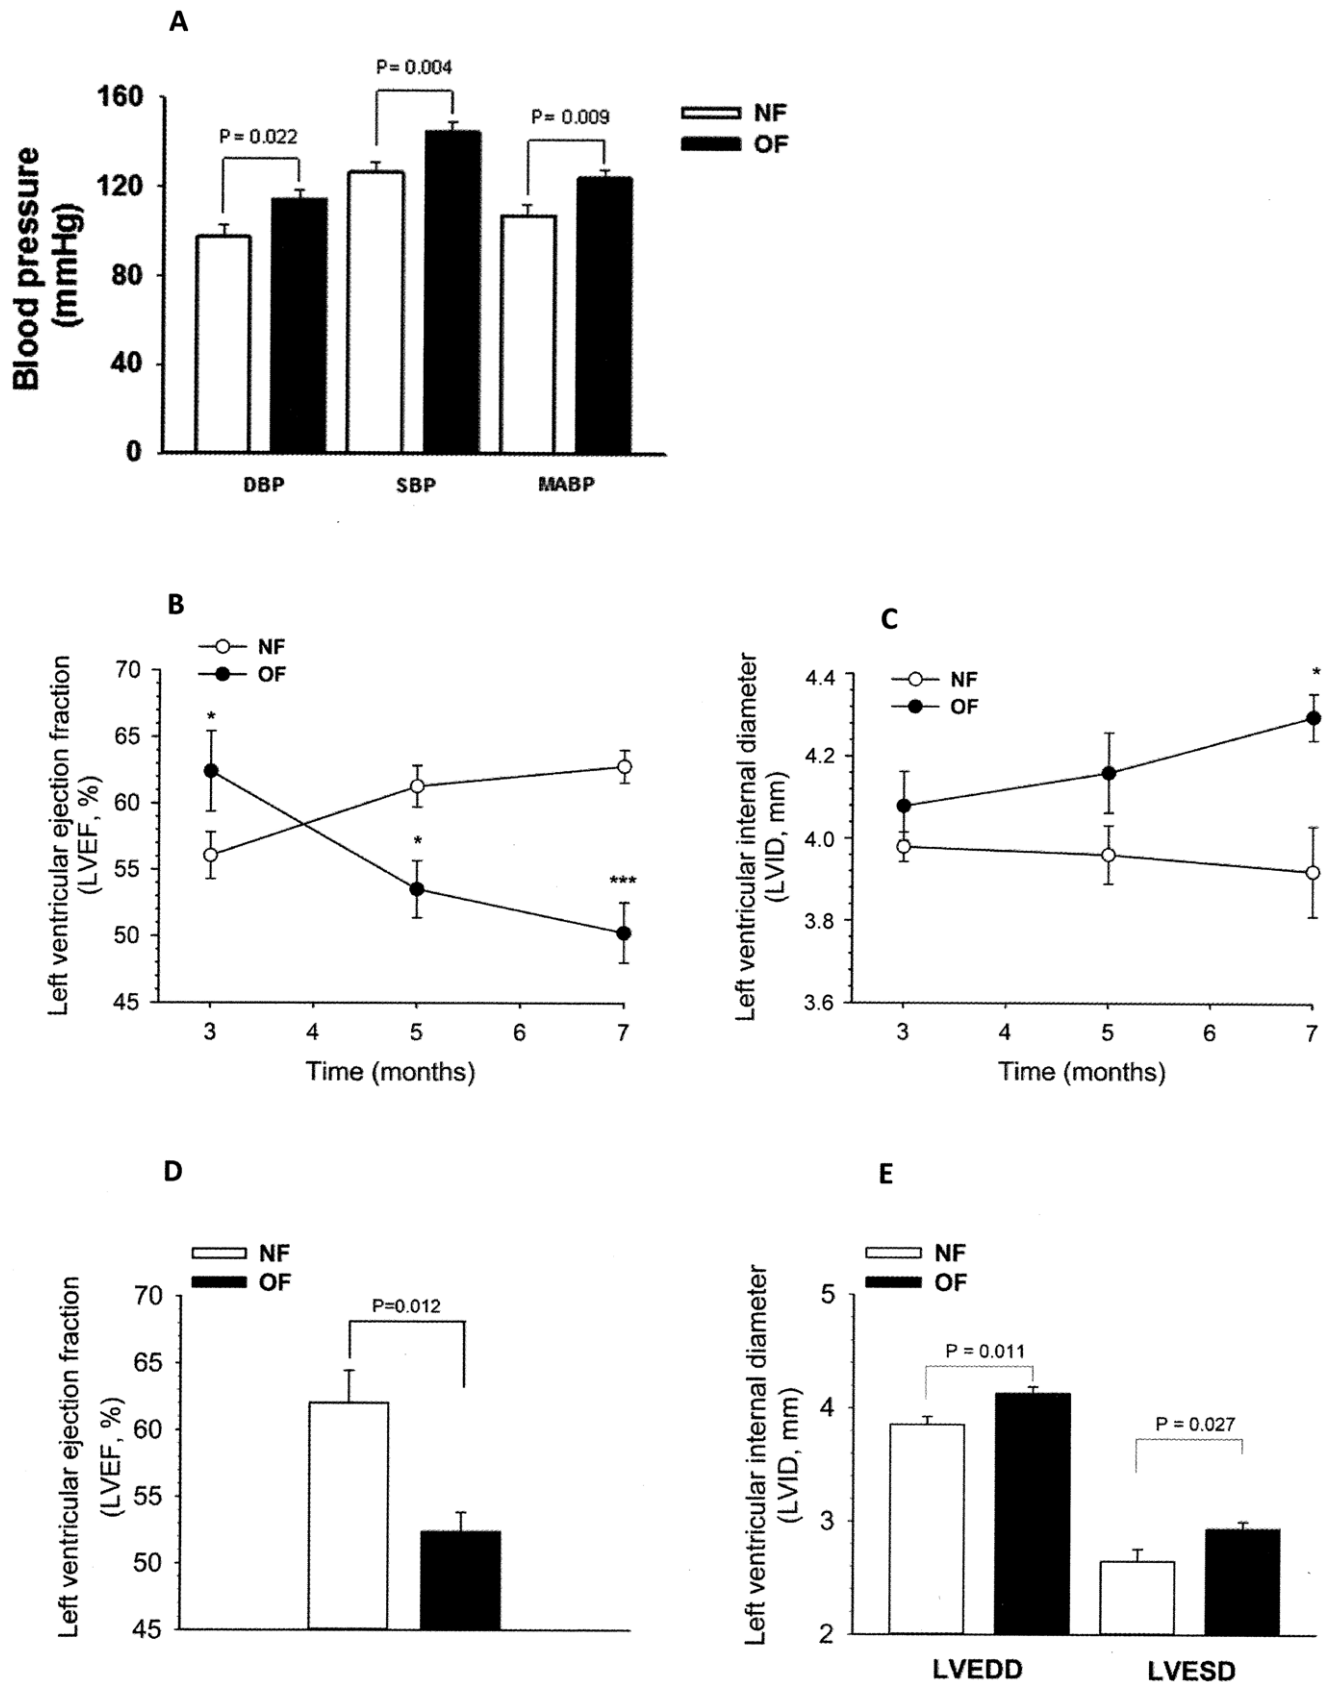 A
P= 0.004
P= 0.009
P= 0.022
NF
OF
160
120
80
40
0
Blood pressure
(mmHg)
DBP
SBP
MABP
B
NF
OF
70
65
60
55
50
45
Left ventricular ejection fraction
(LVEF, %)
*
*
***
3
4
5
6
7
Time (months)
C
NF
OF
4.4
4.2
4.0
3.8
3.6
Left ventricular internal diameter
(LVID, mm)
*
3
4
5
6
7
Time (months)
D
NF
OF
P=0.012
70
65
60
55
50
45
Left ventricular ejection fraction
(LVEF, %)
E
NF
OF
P = 0.011
P = 0.027
5
4
3
2
Left ventricular internal diameter
(LVID, mm)
LVEDD
LVESD